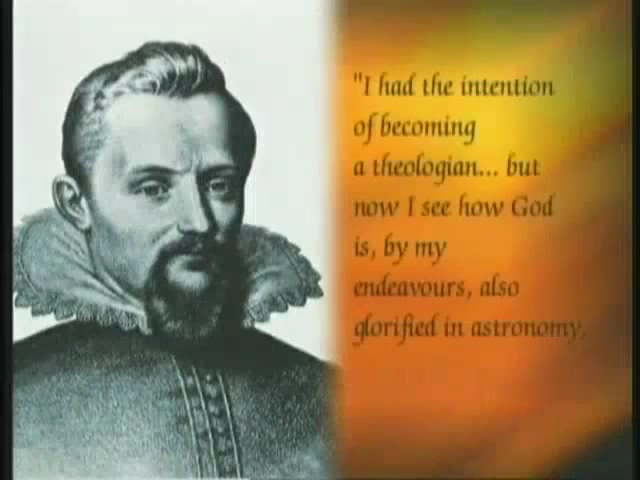 "I had the intention
of becoming
a theologian... but
now I see how God
is, by my
endeavours, also
glorified in astronomy,